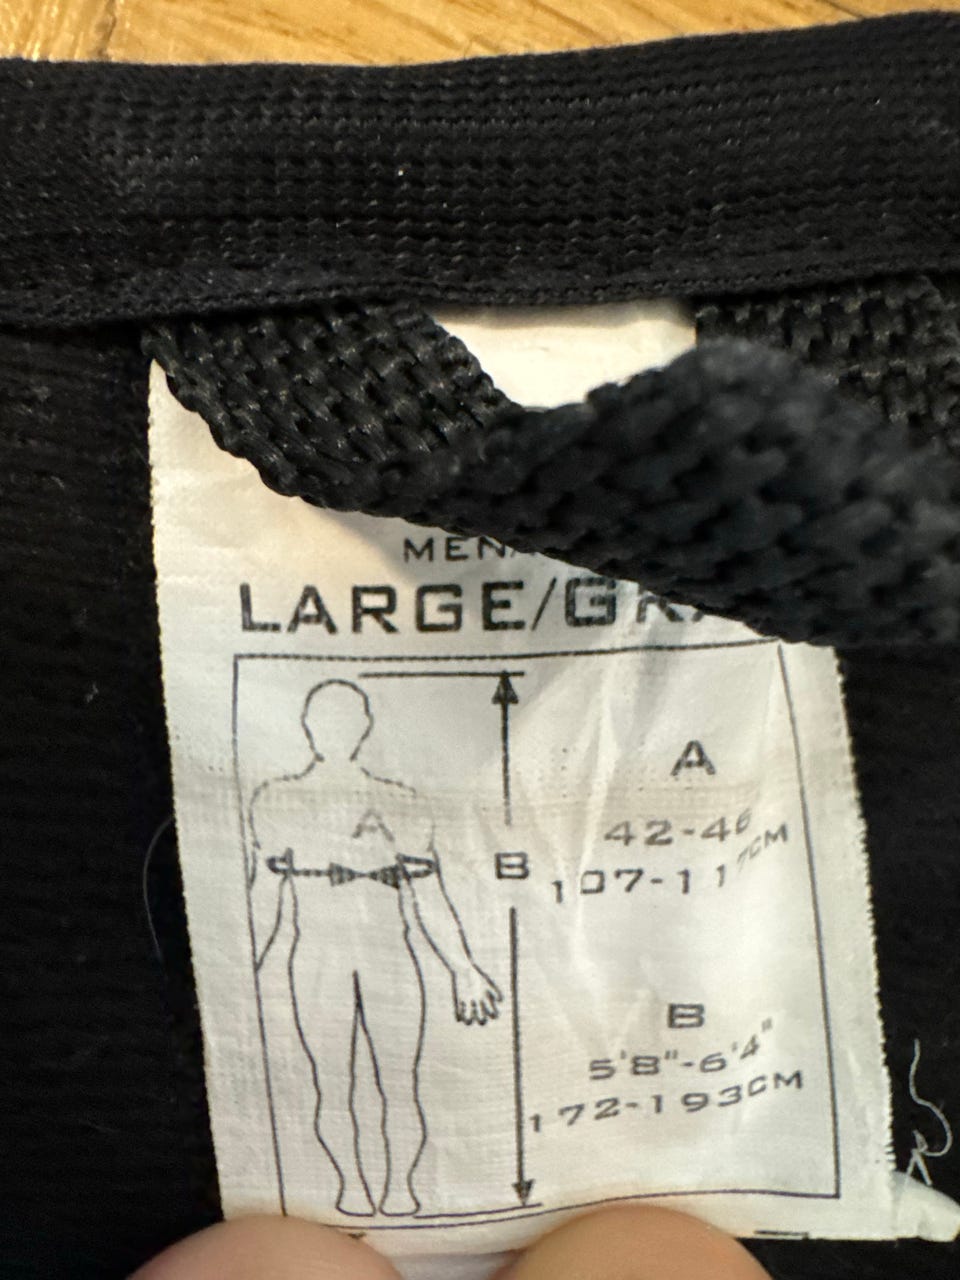 LARGE/
A
A
42-46
B
107-117CM
B
5'8"-6'4"
172-193CM